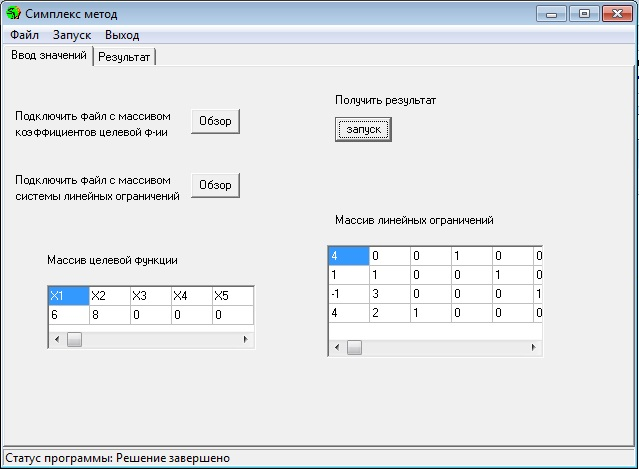 Симплекс метод
Файл Запуск Выход
Ввод значений Результат
Подключить файл с массивом
коэффициентов целевой ф-ии
Обзор
Получить результат
запуск
Подключить файл с массивом
системы линейных ограничений
Обзор
Массив линейных ограничений
4 0 0 1 0 0
1 1 0 0 1 0
-1 3 0 0 0 1
4 2 1 0 0 0
Массив целевой функции
X1 X2 X3 X4 X5
6 8 0 0 0
Статус программы: Решение завершено